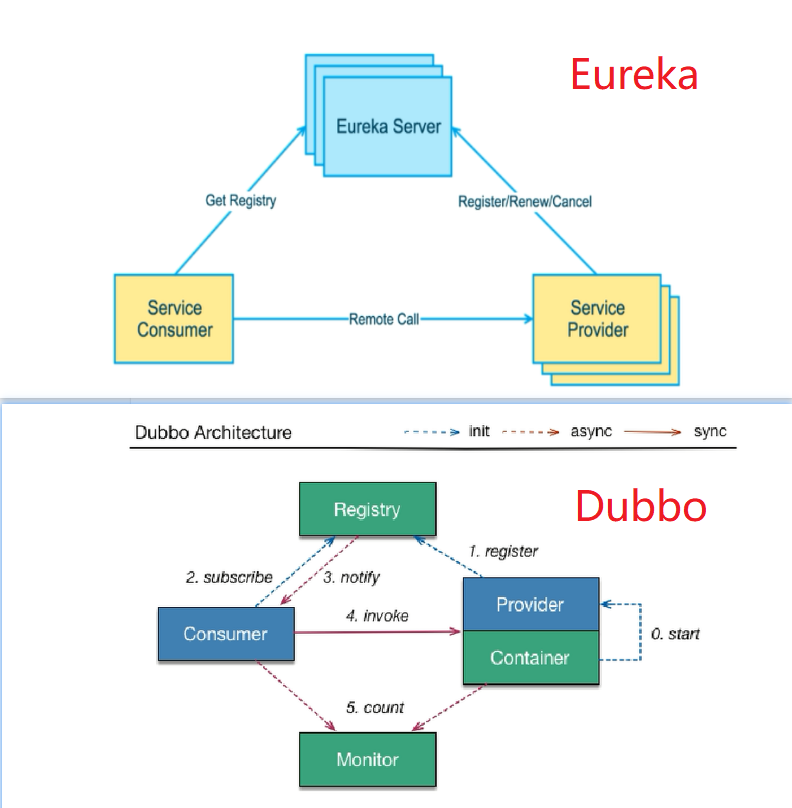 Eureka
Eureka Server
Get Registry
Register/Renew/Cancel
Service
Consumer
Remote Call
Service
Provider
Dubbo Architecture
init
async
sync
Dubbo
Registry
1. register
2. subscribe
3. notify
Provider
4. invoke
Consumer
0. start
Container
5. count
Monitor